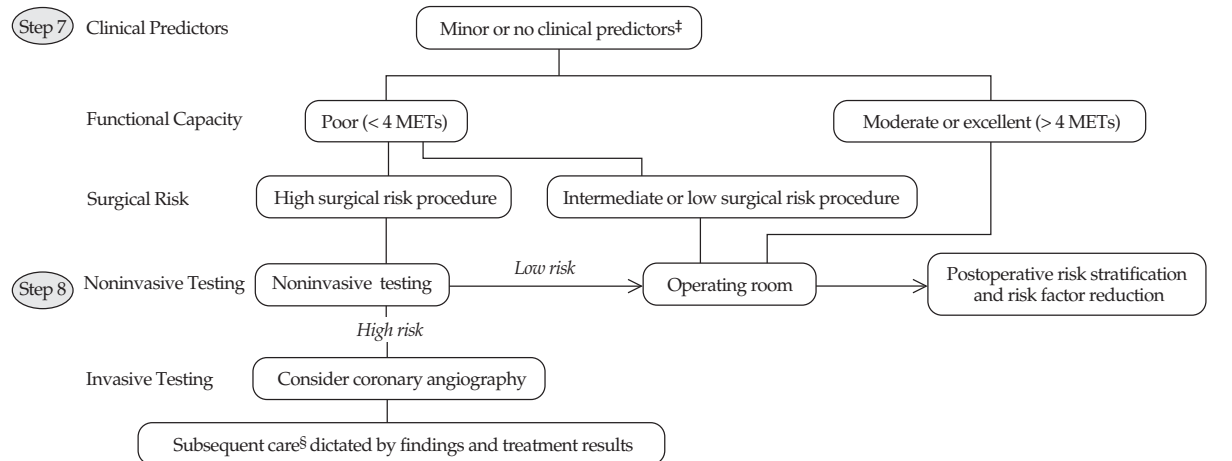 Step 7 Clinical Predictors Minor or no clinical predictors‡
Functional Capacity Poor (< 4 METs) Moderate or excellent (> 4 METs)
Surgical Risk High surgical risk procedure Intermediate or low surgical risk procedure
Low risk
Step 8 Noninvasive Testing Noninvasive testing Operating room Postoperative risk stratification
and risk factor reduction
High risk
Invasive Testing Consider coronary angiography
Subsequent care§ dictated by findings and treatment results